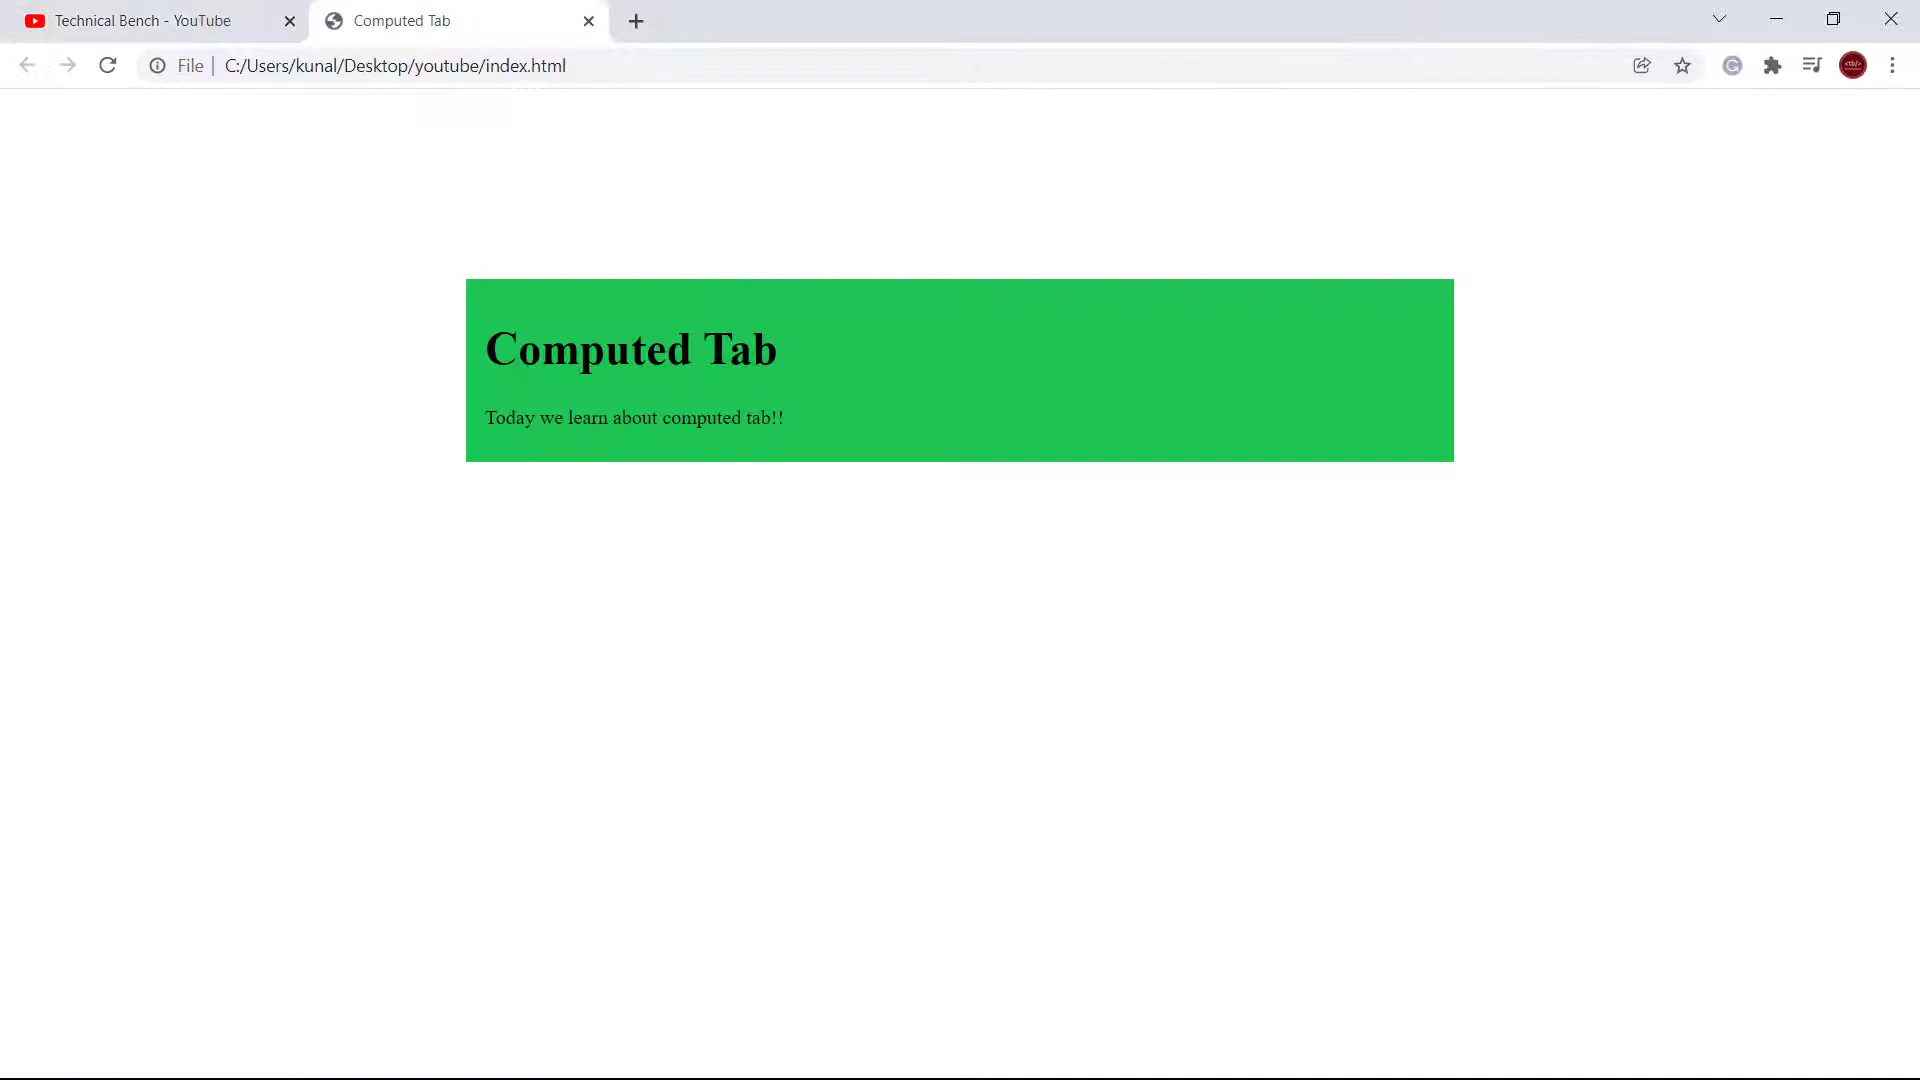 Technical Bench - YouTube
Computed Tab
File
C:/Users/kunal/Desktop/youtube/index.html
Computed Tab
Today we learn about computed tab!!